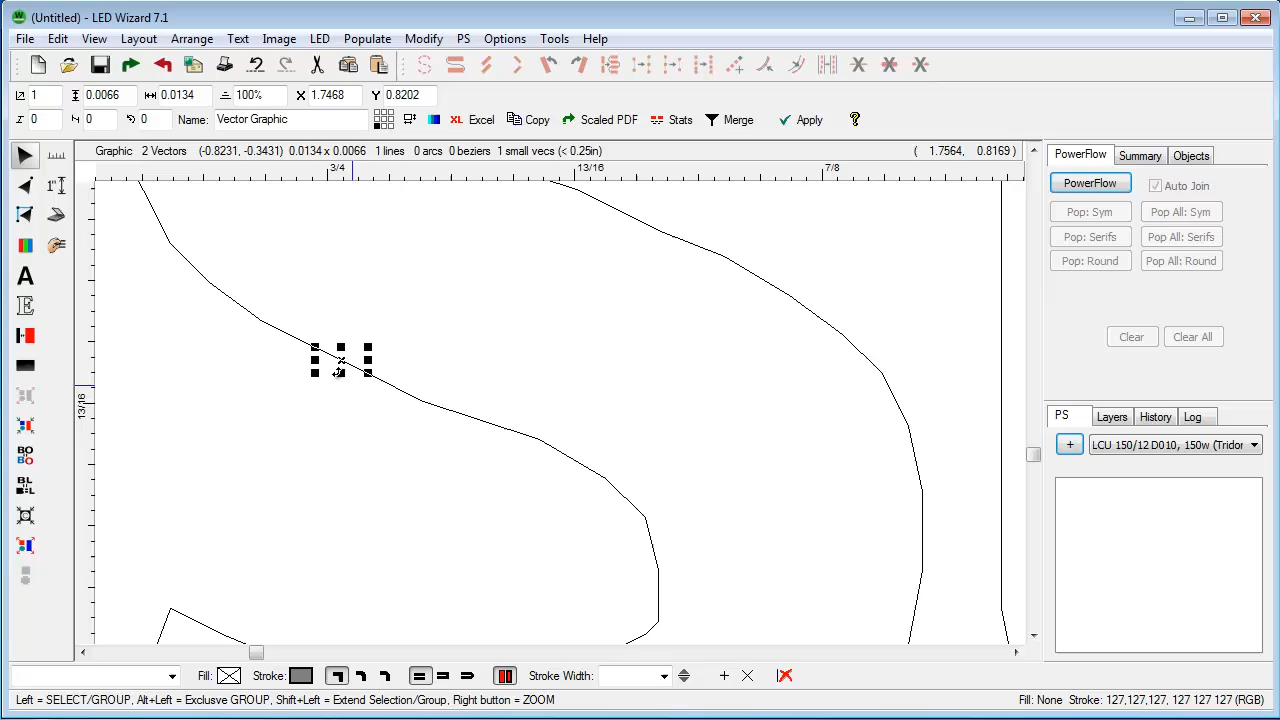 (Untitled) - LED Wizard 7.1
File Edit View Layout Arrange Text Image LED Populate Modify PS Options Tools Help
1 0.0066 0.0134 100% X 1.7468 Y 0.8202
0 0 0 Name: Vector Graphic XL Excel Copy Scaled PDF Stats Merge Apply
Graphic 2 Vectors (-0.8231, -0.3431) 0.0134 x 0.0066 1 lines 0 arcs 0 beziers 1 small vecs (< 0.25in) ( 1.7564, 0.8169)
3/4 13/16 7/8
13/16
PowerFlow Summary Objects
PowerFlow Auto Join
Pop: Sym Pop All: Sym
Pop: Serifs Pop All: Serifs
Pop: Round Pop All: Round
Clear Clear All
PS Layers History Log
+ LCU 150/12 D010, 150w (Tridor
Fill: Stroke: Stroke Width:
Left = SELECT/GROUP, Alt+Left = Exclusive GROUP, Shift+Left = Extend Selection/Group, Right button = ZOOM Fill: None Stroke: 127,127,127, 127 127 127 (RGB)